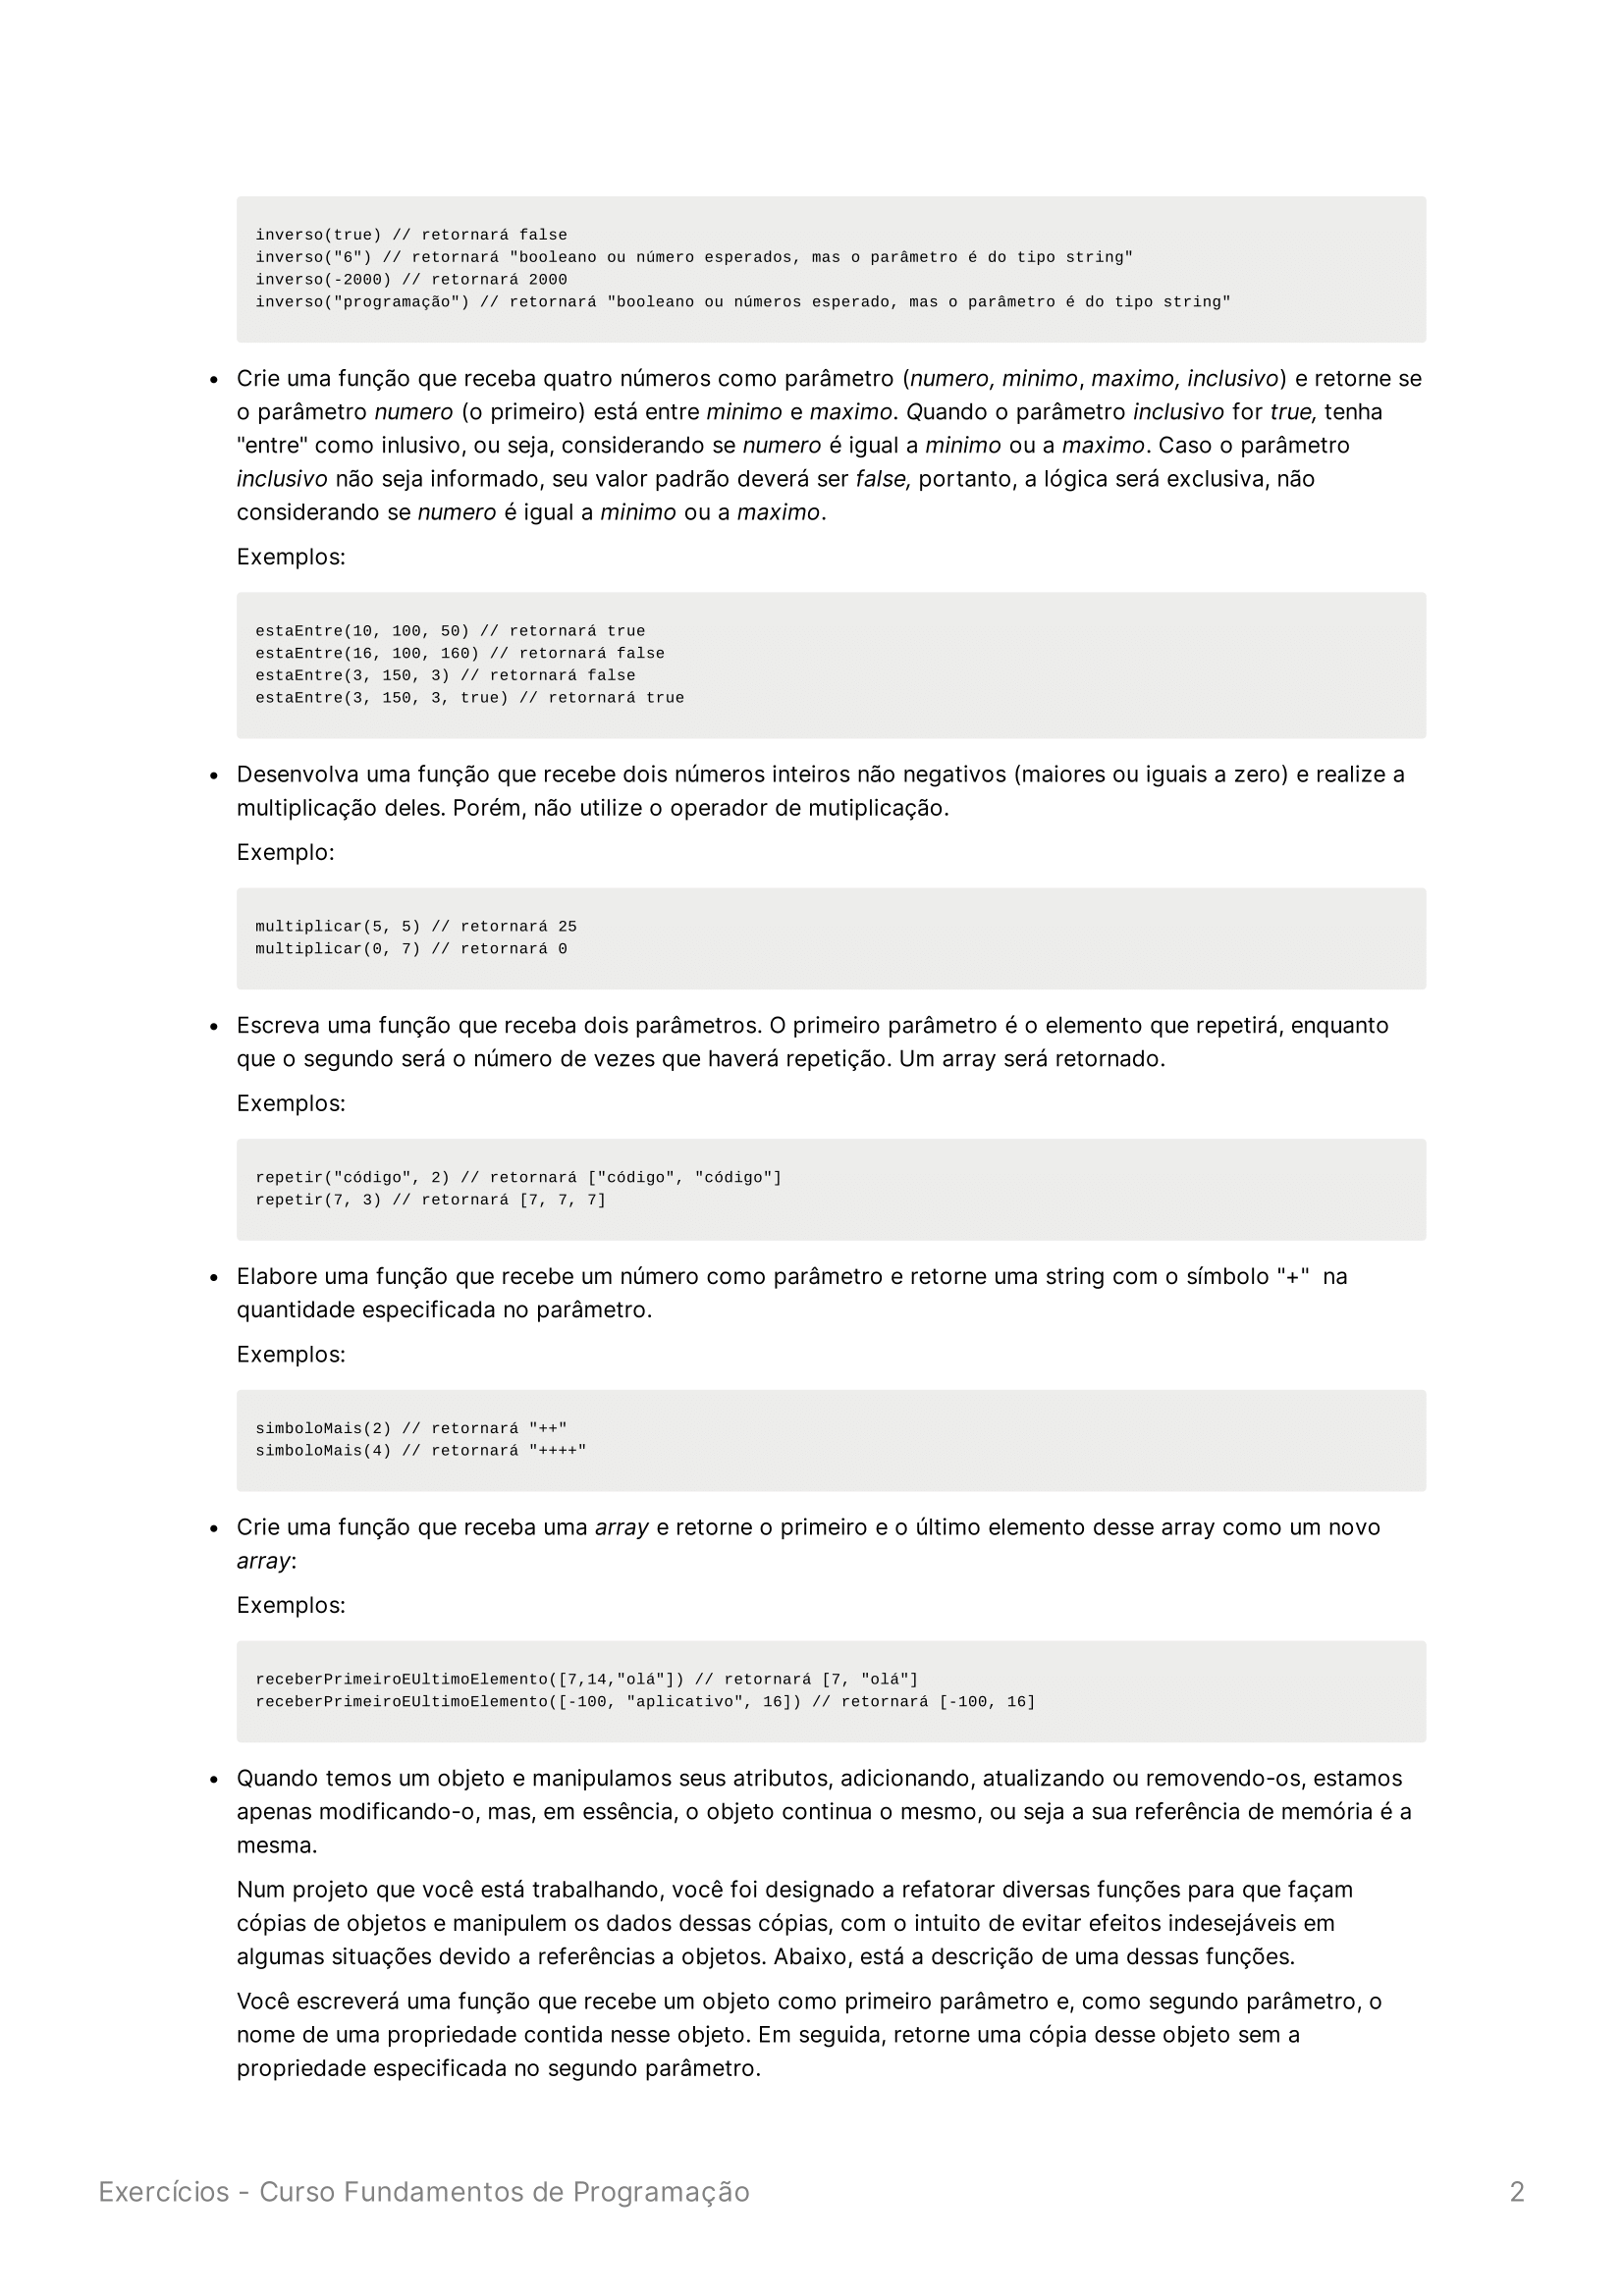 inverso(true) // retornará false
inverso("6") // retornará "booleano ou número esperados, mas o parâmetro é do tipo string"
inverso(-2000) // retornará 2000
inverso("programação") // retornará "booleano ou números esperado, mas o parâmetro é do tipo string"
• Crie uma função que receba quatro números como parâmetro (numero, minimo, maximo, inclusivo) e retorne se
o parâmetro numero (o primeiro) está entre minimo e maximo. Quando o parâmetro inclusivo for true, tenha
"entre" como inlusivo, ou seja, considerando se numero é igual a minimo ou a maximo. Caso o parâmetro
inclusivo não seja informado, seu valor padrão deverá ser false, portanto, a lógica será exclusiva, não
considerando se numero é igual a minimo ou a maximo.
Exemplos:
estaEntre(10, 100, 50) // retornará true
estaEntre(16, 100, 160) // retornará false
estaEntre(3, 150, 3) // retornará false
estaEntre(3, 150, 3, true) // retornará true
• Desenvolva uma função que recebe dois números inteiros não negativos (maiores ou iguais a zero) e realize a
multiplicação deles. Porém, não utilize o operador de mutiplicação.
Exemplo:
multiplicar(5, 5) // retornará 25
multiplicar(0, 7) // retornará 0
• Escreva uma função que receba dois parâmetros. O primeiro parâmetro é o elemento que repetirá, enquanto
que o segundo será o número de vezes que haverá repetição. Um array será retornado.
Exemplos:
repetir("código", 2) // retornará ["código", "código"]
repetir(7, 3) // retornará [7, 7, 7]
• Elabore uma função que recebe um número como parâmetro e retorne uma string com o símbolo "+"  na
quantidade especificada no parâmetro.
Exemplos:
simboloMais(2) // retornará "++"
simboloMais(4) // retornará "++++"
• Crie uma função que receba uma array e retorne o primeiro e o último elemento desse array como um novo
array:
Exemplos:
receberPrimeiroEUltimoElemento([7,14,"olá"]) // retornará [7, "olá"]
receberPrimeiroEUltimoElemento([-100, "aplicativo", 16]) // retornará [-100, 16]
• Quando temos um objeto e manipulamos seus atributos, adicionando, atualizando ou removendo-os, estamos
apenas modificando-o, mas, em essência, o objeto continua o mesmo, ou seja a sua referência de memória é a
mesma.
Num projeto que você está trabalhando, você foi designado a refatorar diversas funções para que façam
cópias de objetos e manipulem os dados dessas cópias, com o intuito de evitar efeitos indesejáveis em
algumas situações devido a referências a objetos. Abaixo, está a descrição de uma dessas funções.
Você escreverá uma função que recebe um objeto como primeiro parâmetro e, como segundo parâmetro, o
nome de uma propriedade contida nesse objeto. Em seguida, retorne uma cópia desse objeto sem a
propriedade especificada no segundo parâmetro.
Exercícios - Curso Fundamentos de Programação 2